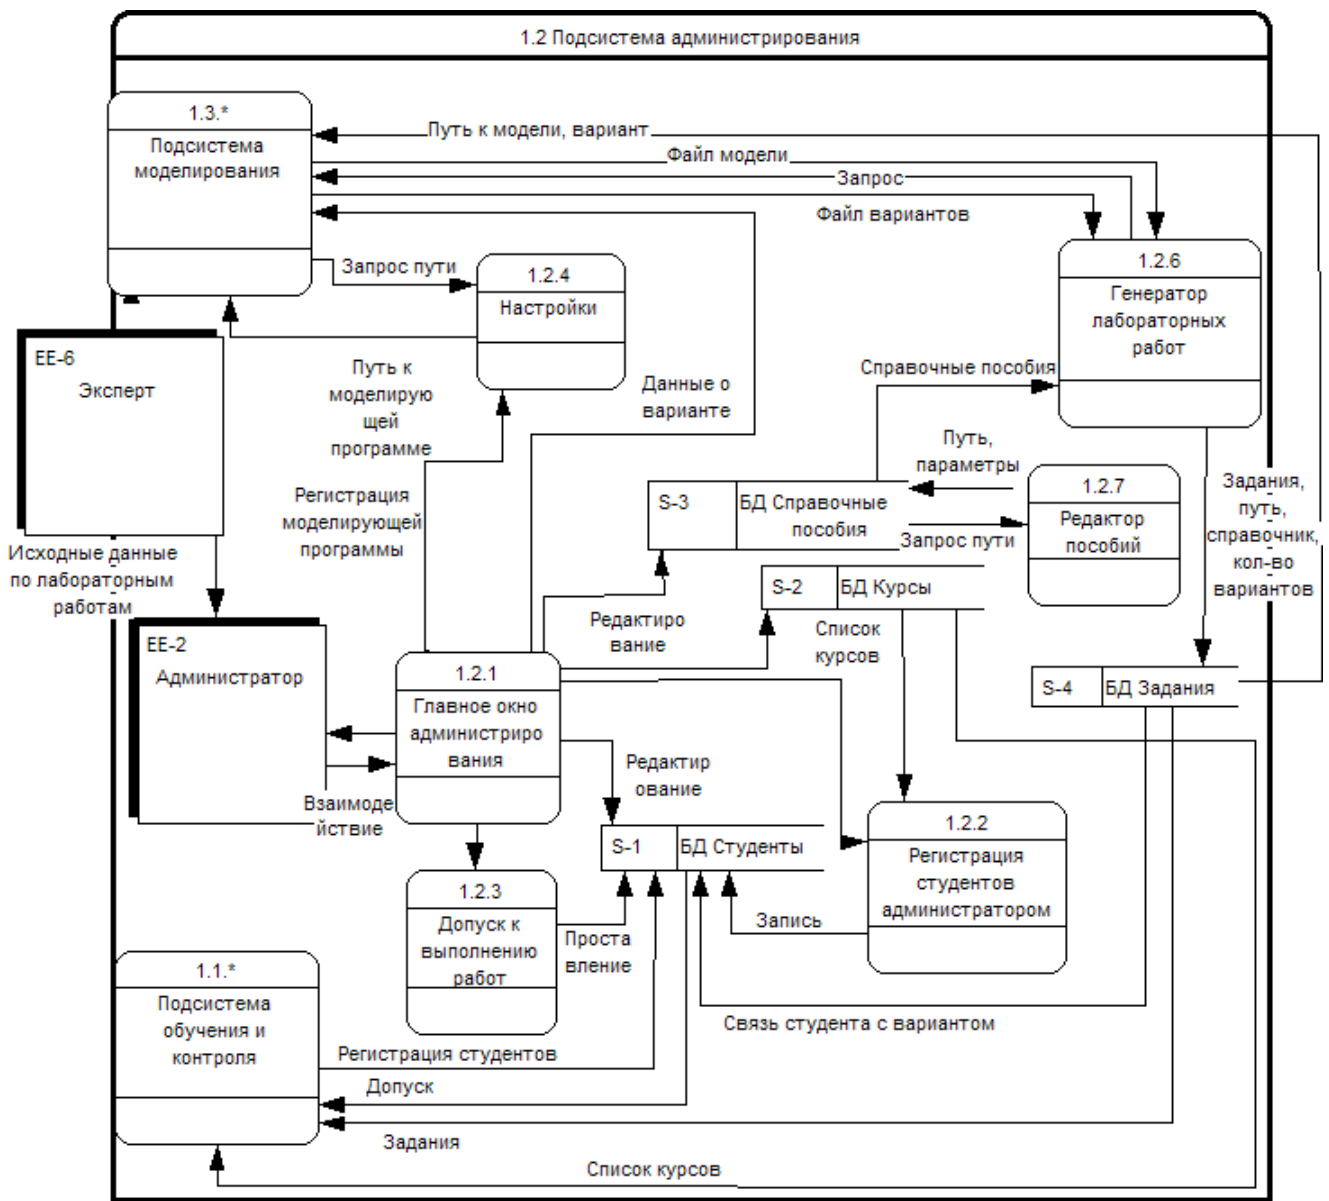 1.2 Подсистема администрирования
1.3.*
Подсистема
моделирования
Путь к модели, вариант
Файл модели
Запрос
Файл вариантов
Запрос пути
1.2.4
Настройки
1.2.6
Генератор
лабораторных
работ
EE-6
Эксперт
Путь к
моделирую
щей
программе
Данные о
варианте
Справочные пособия
Регистрация
моделирующей
программы
Путь,
параметры
S-3
БД Справочные
пособия
Запрос пути
1.2.7
Редактор
пособий
Задания,
путь,
справочник,
кол-во
вариантов
Исходные данные
по лабораторным
работам
S-2
БД Курсы
Редактиро
вание
Список
курсов
EE-2
Администратор
1.2.1
Главное окно
администриро
вания
S-4
БД Задания
Взаимоде
йствие
Редактир
ование
S-1
БД Студенты
1.2.2
Регистрация
студентов
администратором
1.2.3
Допуск к
выполнению
работ
Проста
вление
Запись
1.1.*
Подсистема
обучения и
контроля
Связь студента с вариантом
Регистрация студентов
Допуск
Задания
Список курсов